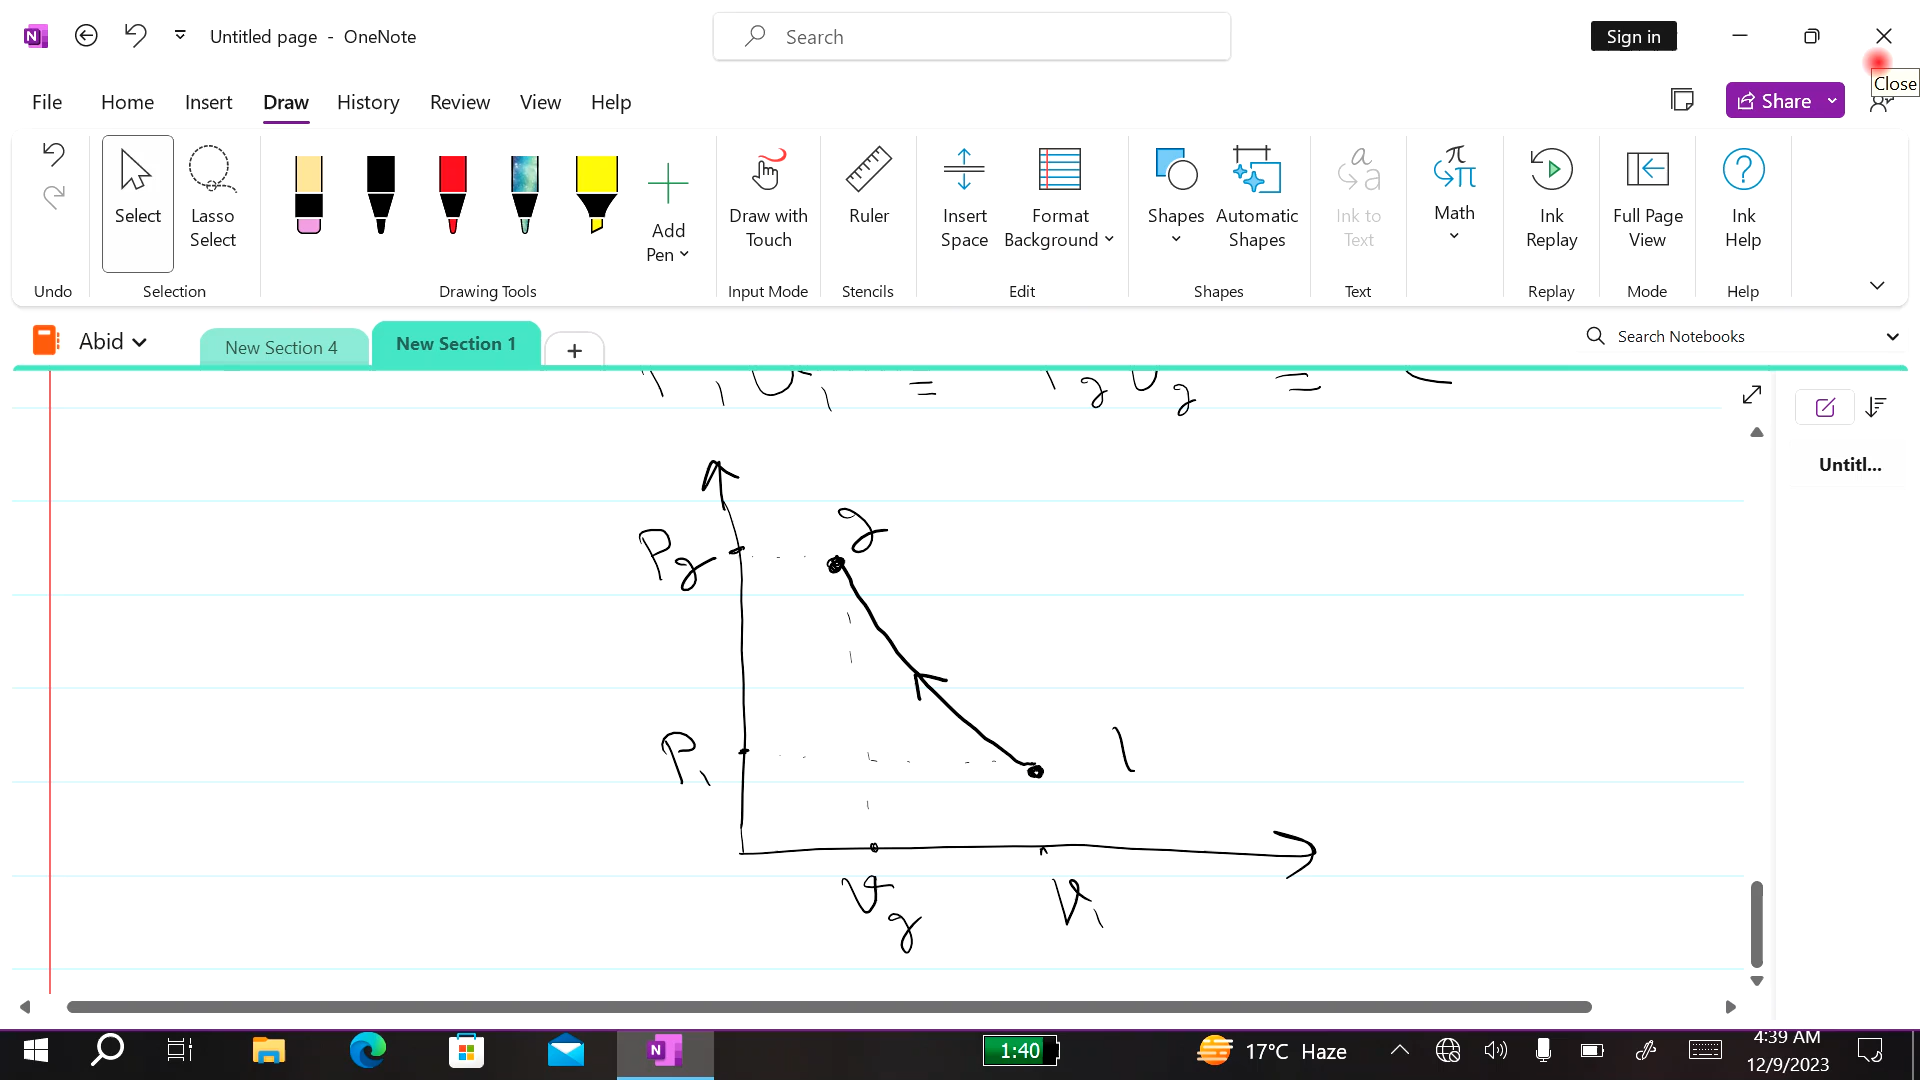 Untitled page - OneNote
Search
Sign in
Close
File Home Insert Draw History Review View Help
Share
Select
Lasso Select
Add Pen
Draw with Touch
Ruler
Insert Space
Format Background
Shapes
Automatic Shapes
Ink to Text
Math
Ink Replay
Full Page View
Ink Help
Undo Selection Drawing Tools Input Mode Stencils Edit Shapes Text Replay Mode Help
Abid
New Section 4
New Section 1
Search Notebooks
Untitl...
P₂
2
P₁
1
v₂
v₁
1:40
17°C Haze
4:39 AM
12/9/2023